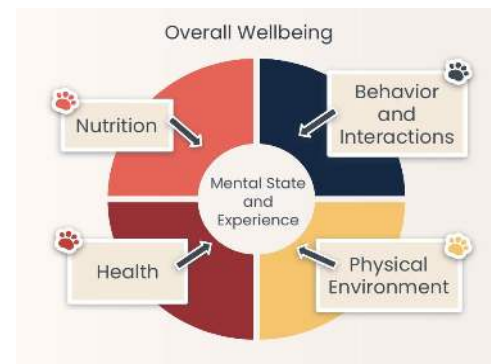 Overall Wellbeing
Nutrition
Behavior
and
Interactions
Mental State
and
Experience
Health
Physical
Environment